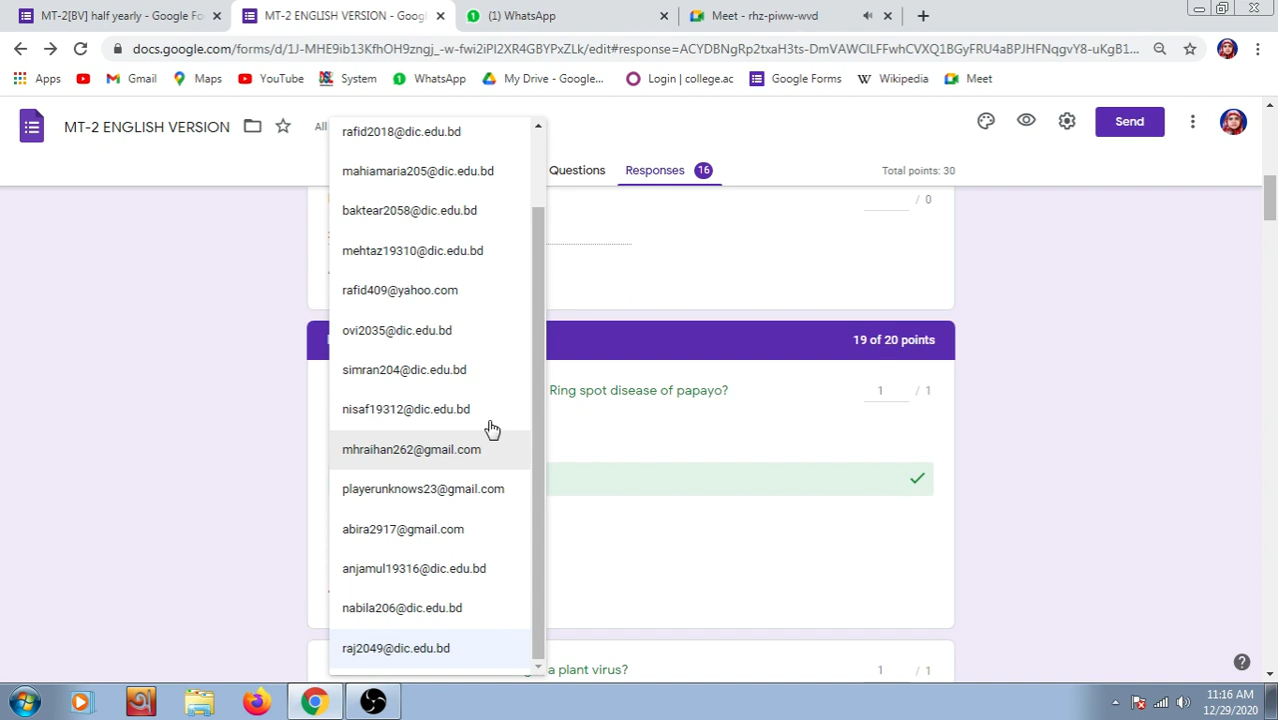 MT-2[BV] half yearly - Google Fo
MT-2 ENGLISH VERSION - Googl
(1) WhatsApp
Meet - rhz-piww-wvd
docs.google.com/forms/d/1J-MHE9ib13KfhOH9zngj_-w-fwi2iPl2XR4GBYPxZLk/edit#response=ACYDBNgRp2txaH3ts-DmVAWClLFFwhCVXQ1BGyFRU4aBPJHFNqgvY8-uKgB1...
Apps
Gmail
Maps
YouTube
System
WhatsApp
My Drive - Google...
Login | college.ac
Google Forms
Wikipedia
Meet
MT-2 ENGLISH VERSION
All
Send
Questions
Responses 16
Total points: 30
rafid2018@dic.edu.bd
mahiamaria205@dic.edu.bd
baktear2058@dic.edu.bd
mehtaz19310@dic.edu.bd
rafid409@yahoo.com
ovi2035@dic.edu.bd
simran204@dic.edu.bd
nisaf19312@dic.edu.bd
mhraihan262@gmail.com
playerunknows23@gmail.com
abira2917@gmail.com
anjamul19316@dic.edu.bd
nabila206@dic.edu.bd
raj2049@dic.edu.bd
/ 0
19 of 20 points
Ring spot disease of papayo?
1 / 1
a plant virus?
1 / 1
11:16 AM
12/29/2020